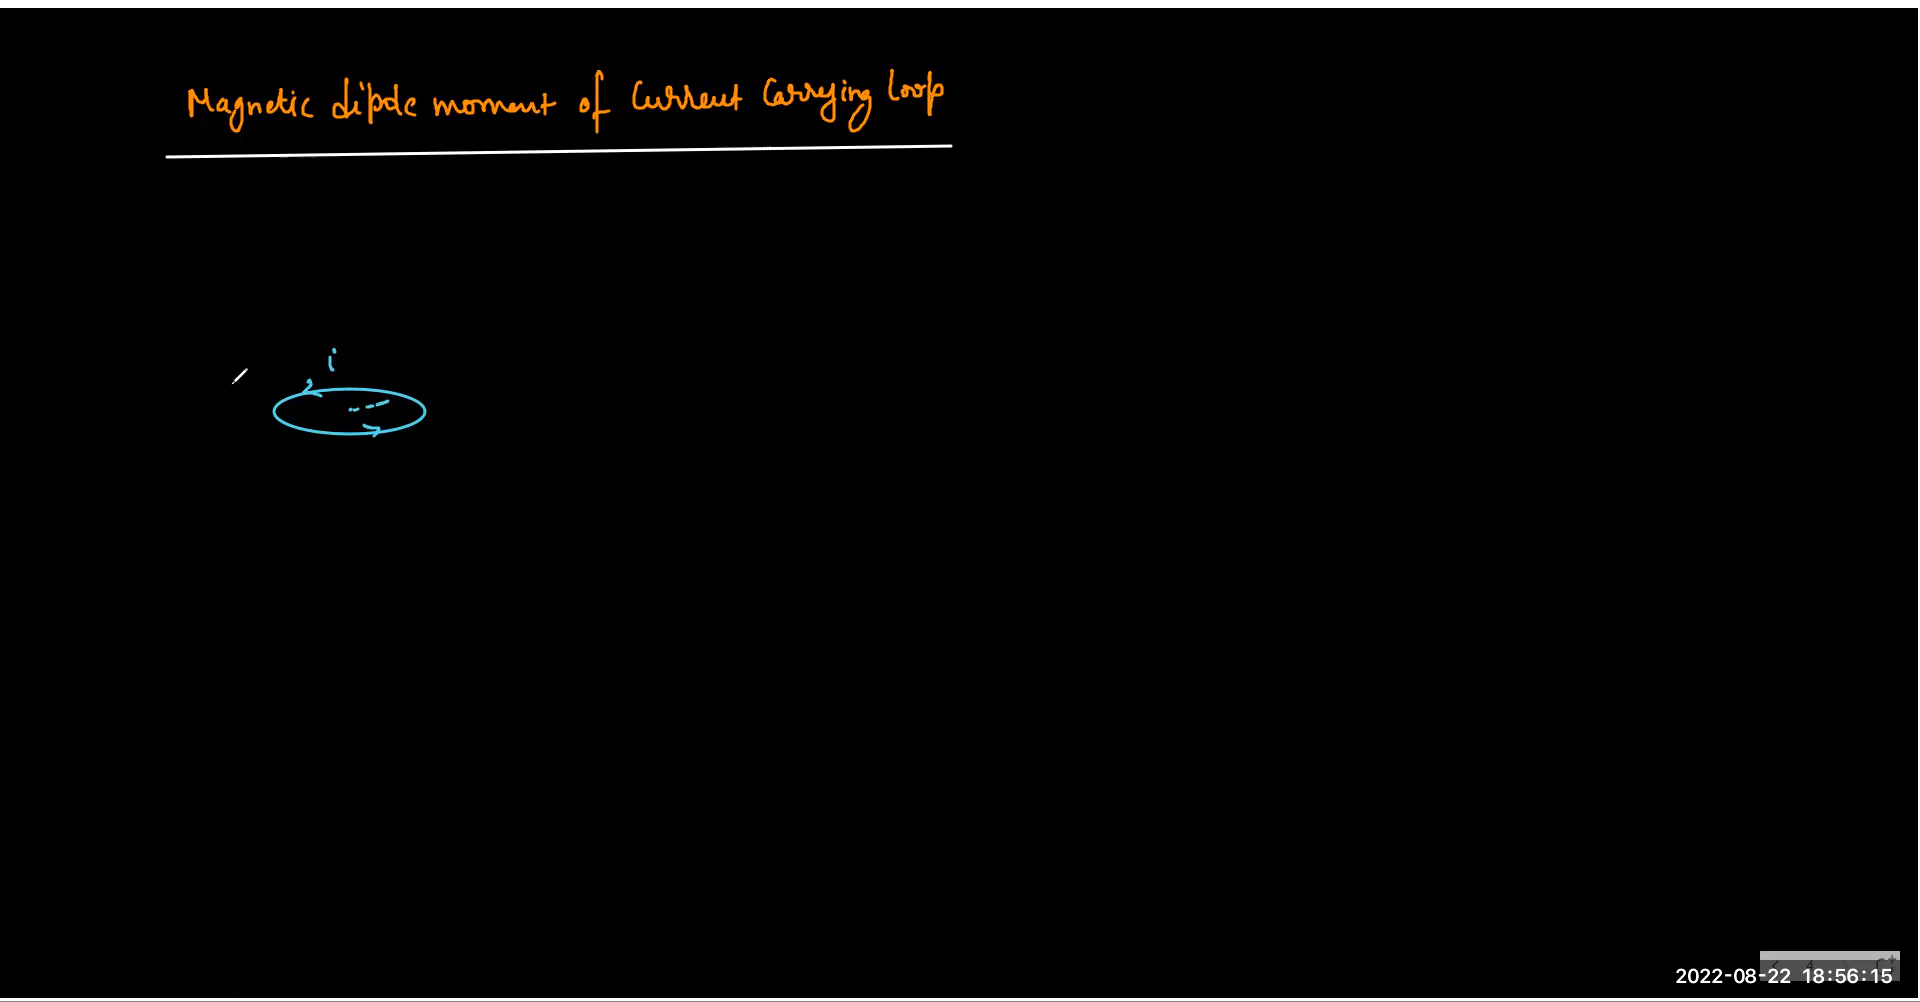 Magnetic dipole moment of Current Carrying Loop
i
2022-08-22 18:56:15